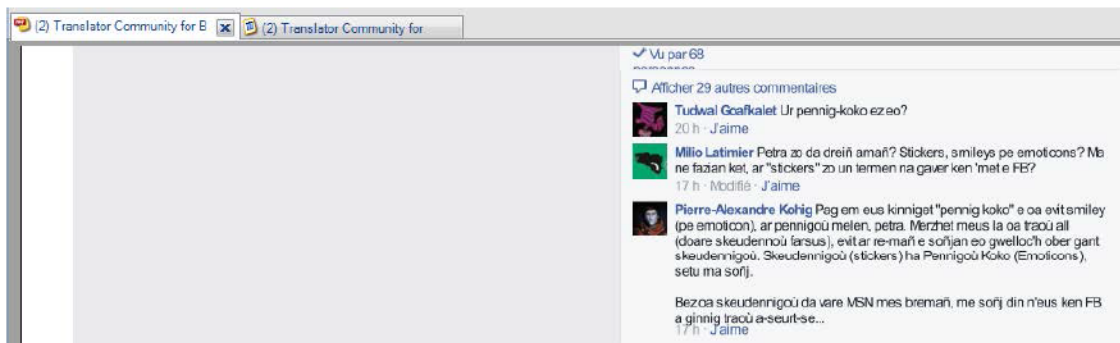 (2) Translator Community for B
(2) Translator Community for
Vu par 68
personnes
Afficher 29 autres commentaires
Tudwal Goafkalet Ur pennig-koko ez eo?
20 h · J'aime
Milio Latimier Petra zo da dreiñ amañ? Stickers, smileys pe emoticons? Ma
ne fazian ket, ar "stickers" zo un termen na gaver ken 'met e FB?
17 h · Modifié · J'aime
Pierre-Alexandre Kohig Pag em eus kinniget "pennig koko" e oa evit smiley
(pe emoticon), ar pennigoù melen, petra. Merzhet meus la oa traoù all
(doare skeudennoù farsus), evit ar re-mañ e soñjan eo gwelloc'h ober gant
skeudennigoù. Skeudennigoù (stickers) ha Pennigoù Koko (Emoticons),
setu ma soñj.
Bez oa skeudennigoù da vare MSN mes bremañ, me soñj din n'eus ken FB
a ginnig traoù a-seurt-se...
17 h · J'aime